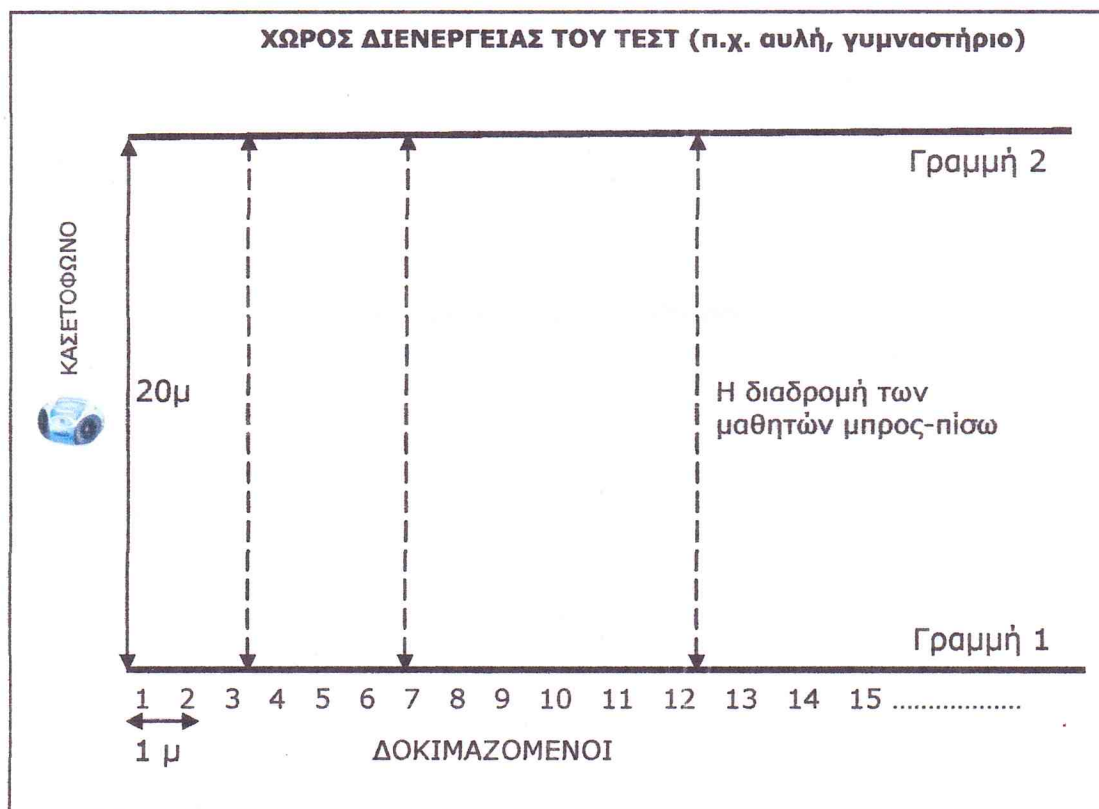 ΧΩΡΟΣ ΔΙΕΝΕΡΓΕΙΑΣ ΤΟΥ ΤΕΣΤ (π.χ. αυλή, γυμναστήριο)
Γραμμή 2
ΚΑΣΕΤΟΦΩΝΟ
20μ
Η διαδρομή των
μαθητών μπρος-πίσω
Γραμμή 1
1 2 3 4 5 6 7 8 9 10 11 12 13 14 15 ..................
1 μ
ΔΟΚΙΜΑΖΟΜΕΝΟΙ